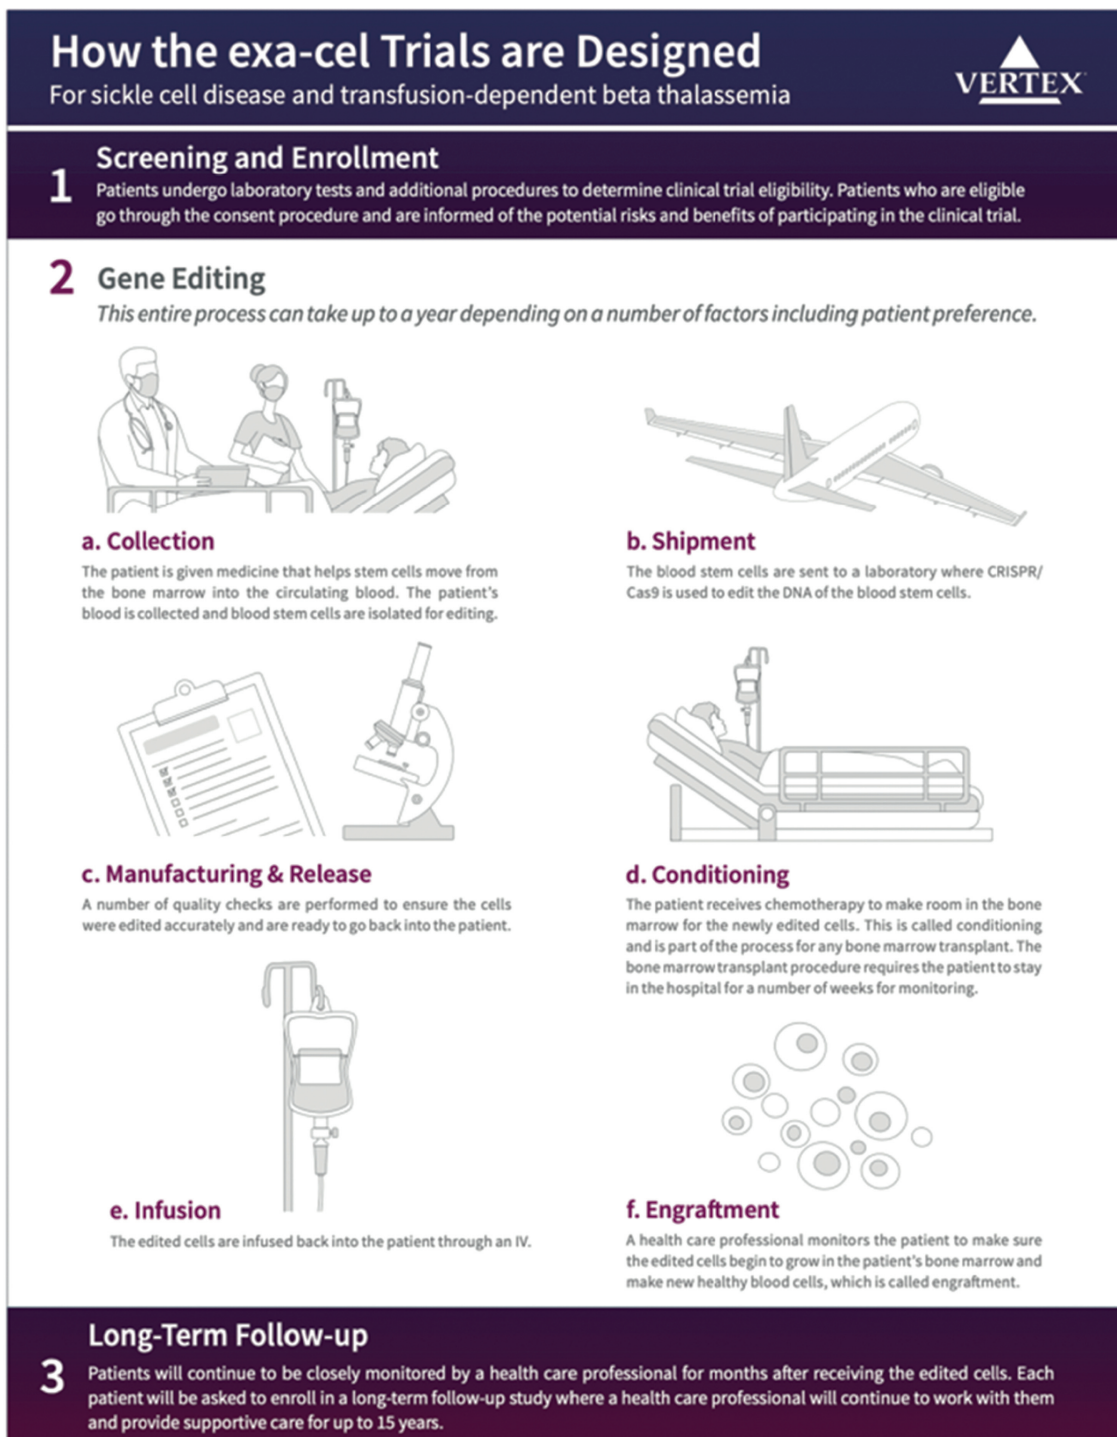 How the exa-cel Trials are Designed
For sickle cell disease and transfusion-dependent beta thalassemia
VERTEX
1
Screening and Enrollment
Patients undergo laboratory tests and additional procedures to determine clinical trial eligibility. Patients who are eligible
go through the consent procedure and are informed of the potential risks and benefits of participating in the clinical trial.
2
Gene Editing
This entire process can take up to a year depending on a number of factors including patient preference.
a. Collection
The patient is given medicine that helps stem cells move from
the bone marrow into the circulating blood. The patient's
blood is collected and blood stem cells are isolated for editing.
b. Shipment
The blood stem cells are sent to a laboratory where CRISPR/
Cas9 is used to edit the DNA of the blood stem cells.
c. Manufacturing & Release
A number of quality checks are performed to ensure the cells
were edited accurately and are ready to go back into the patient.
d. Conditioning
The patient receives chemotherapy to make room in the bone
marrow for the newly edited cells. This is called conditioning
and is part of the process for any bone marrow transplant. The
bone marrow transplant procedure requires the patient to stay
in the hospital for a number of weeks for monitoring.
e. Infusion
The edited cells are infused back into the patient through an IV.
f. Engraftment
A health care professional monitors the patient to make sure
the edited cells begin to grow in the patient's bone marrow and
make new healthy blood cells, which is called engraftment.
3
Long-Term Follow-up
Patients will continue to be closely monitored by a health care professional for months after receiving the edited cells. Each
patient will be asked to enroll in a long-term follow-up study where a health care professional will continue to work with them
and provide supportive care for up to 15 years.